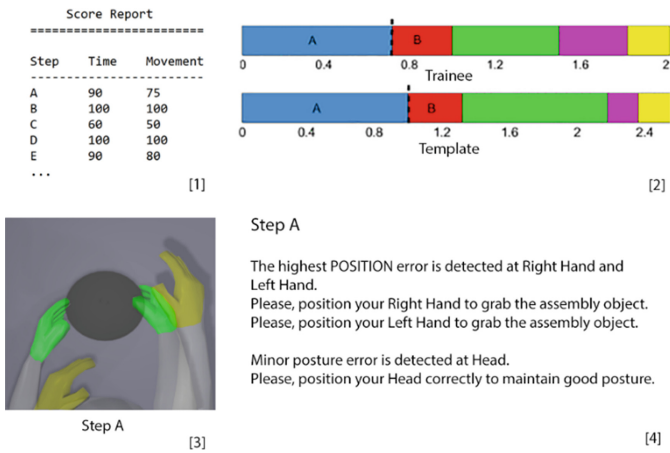 Score Report
=========================
Step Time Movement
-------------------------
A 90 75
B 100 100
C 60 50
D 100 100
E 90 80
...
[1]
A B
0 0.4 0.8 1.2 1.6 2
Trainee
A B
0 0.4 0.8 1.2 1.6 2 2.4
Template
[2]
Step A
[3]
Step A
The highest POSITION error is detected at Right Hand and
Left Hand.
Please, position your Right Hand to grab the assembly object.
Please, position your Left Hand to grab the assembly object.
Minor posture error is detected at Head.
Please, position your Head correctly to maintain good posture.
[4]